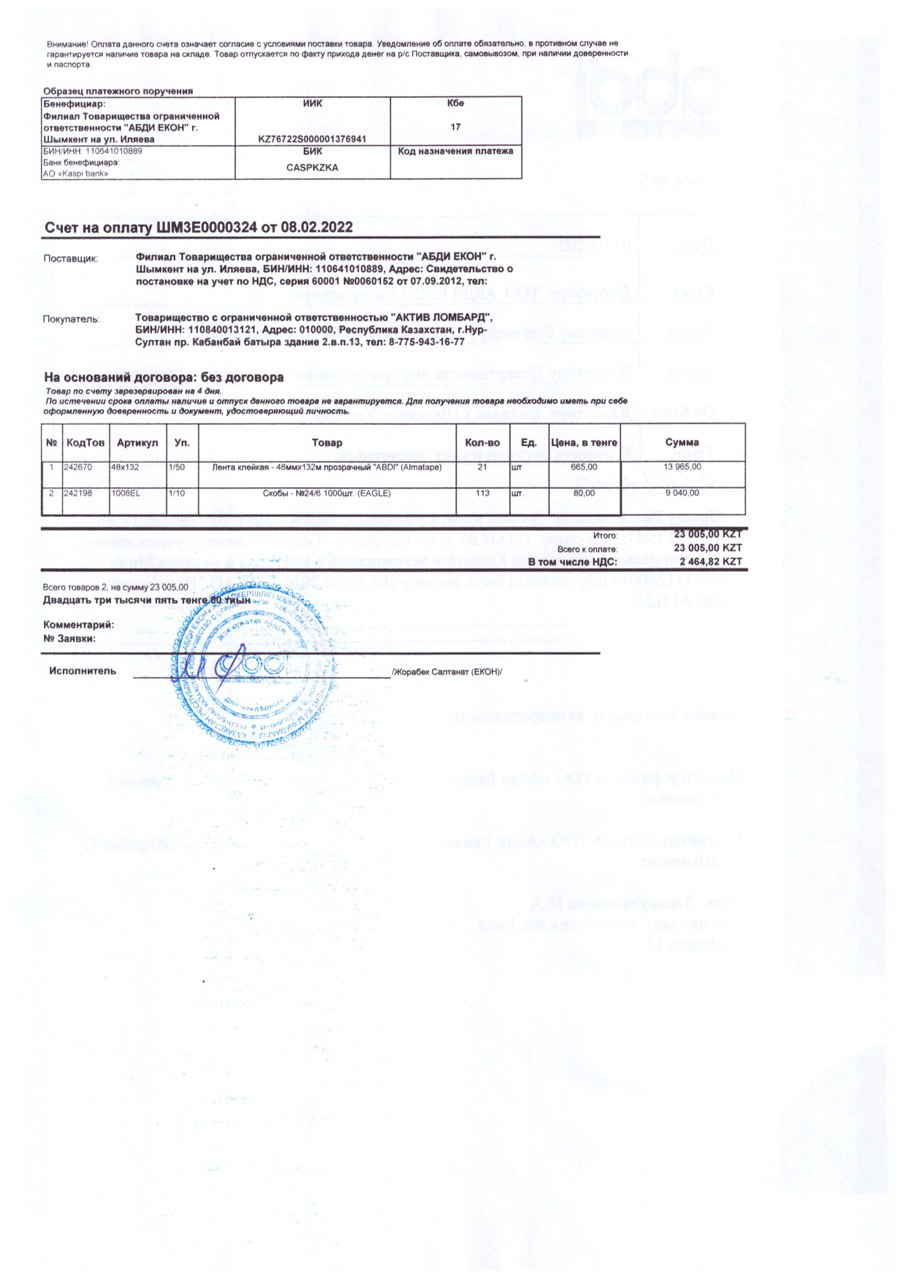 Внимание! Оплата данного счета означает согласие с условиями поставки товара. Уведомление об оплате обязательно, в противном случае не
гарантируется наличие товара на складе. Товар отпускается по факту прихода денег на р/с Поставщика, самовывозом, при наличии доверенности
и паспорта
Образец платежного поручения
Бенефициар: ИИК Кбе
Филиал Товарищества ограниченной
ответственности "АБДИ ЕКОН" г. 17
Шымкент на ул. Иляева KZ76722S000001376941
БИН/ИНН: 110641010889 БИК Код назначения платежа
Банк бенефициара:
CASPKZKA
АО «Kaspi bank»
Счет на оплату ШМЗЕ0000324 от 08.02.2022
Поставщик: Филиал Товарищества ограниченной ответственности "АБДИ ЕКОН" г.
Шымкент на ул. Иляева, БИН/ИНН: 110641010889, Адрес: Свидетельство о
постановке на учет по НДС, серия 60001 №0060152 от 07.09.2012, тел:
Покупатель: Товарищество с ограниченной ответственностью "АКТИВ ЛОМБАРД",
БИН/ИНН: 110840013121, Адрес: 010000, Республика Казахстан, г.Нур-
Султан пр. Кабанбай батыра здание 2.в.п.13, тел: 8-775-943-16-77
На оснований договора: без договора
Товар по счету зарезервирован на 4 дня.
По истечении срока оплаты наличие и отпуск данного товара не гарантируется. Для получения товара необходимо иметь при себе
оформленную доверенность и документ, удостоверяющий личность.
№ КодТов Артикул Уп. Товар Кол-во Ед. Цена, в тенге Сумма
1 242670 48x132 1/50 Лента клейкая - 48ммx132м прозрачный "ABDI" (Almatape) 21 шт 665,00 13 965,00
2 242198 1008EL 1/10 Скобы - №24/6 1000шт. (EAGLE) 113 шт. 80,00 9 040,00
Итого: 23 005,00 KZT
Всего к оплате: 23 005,00 KZT
В том числе НДС: 2 464,82 KZT
Всего товаров 2, на сумму 23 005.00
Двадцать три тысячи пять тенге 00 тиын
Комментарий:
№ Заявки:
Исполнитель /Жорабек Салтанат (ЕКОН)/